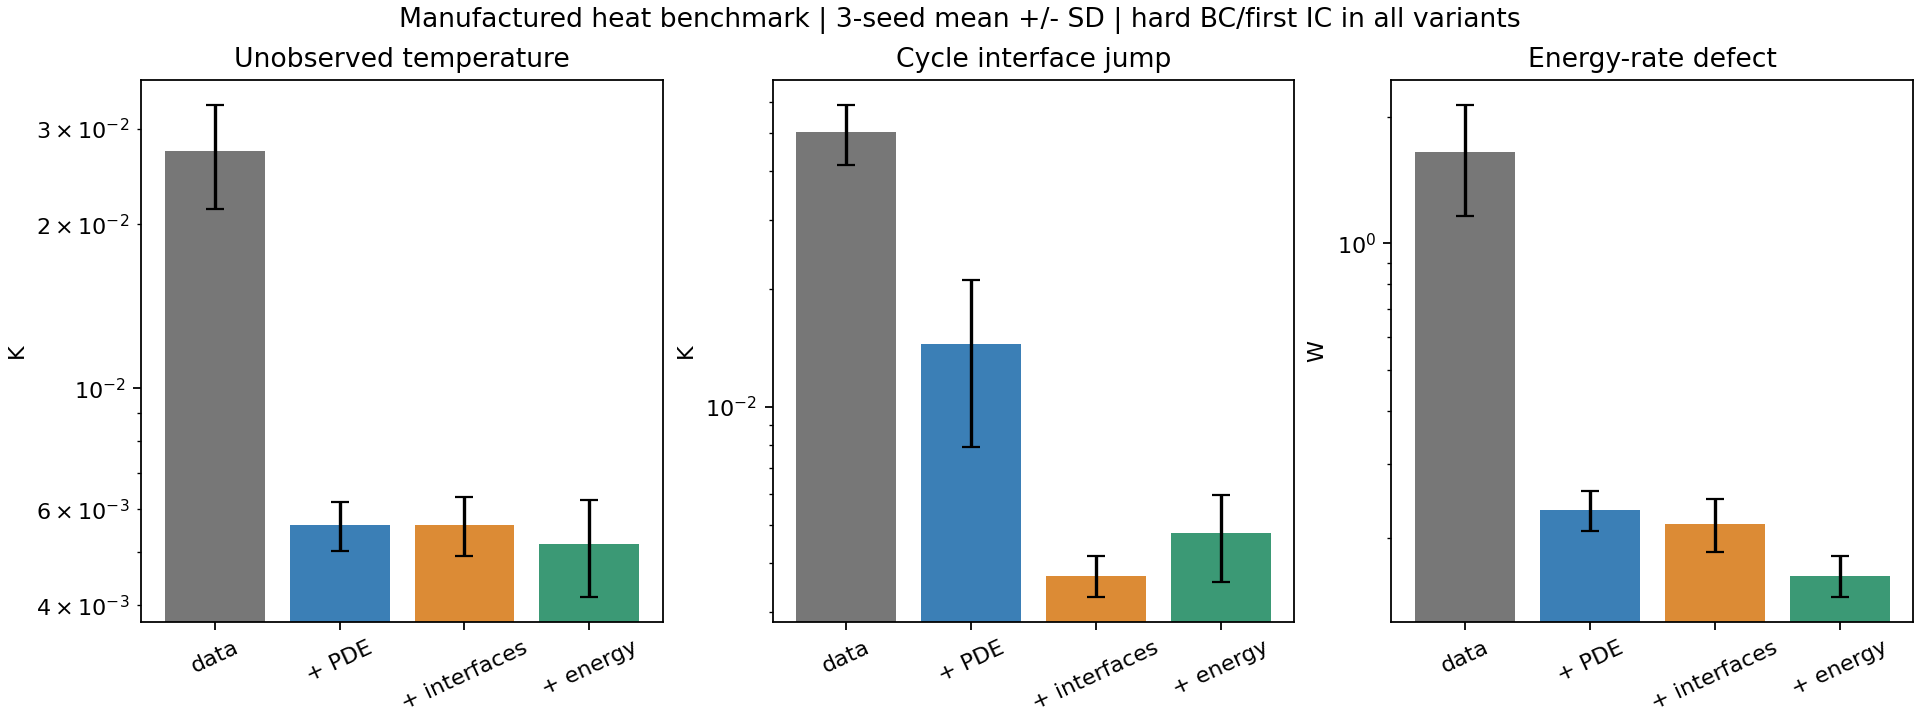 Manufactured heat benchmark | 3-seed mean +/- SD | hard BC/first IC in all variants
Unobserved temperature
K
3 × 10⁻²
2 × 10⁻²
10⁻²
6 × 10⁻³
4 × 10⁻³
data
+ PDE
+ interfaces
+ energy
Cycle interface jump
K
10⁻²
data
+ PDE
+ interfaces
+ energy
Energy-rate defect
W
10⁰
data
+ PDE
+ interfaces
+ energy